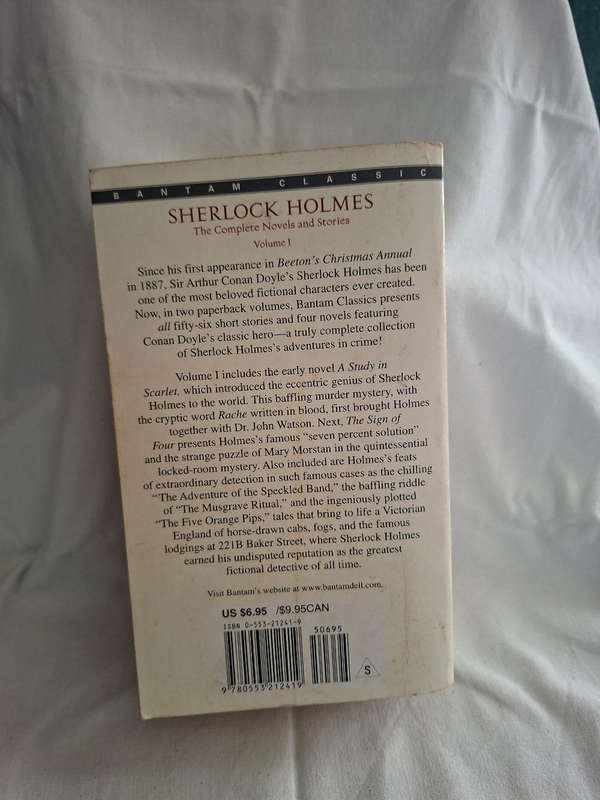 BANTAM CLASSIC
SHERLOCK HOLMES
The Complete Novels and Stories
Volume I
Since his first appearance in Beeton's Christmas Annual
in 1887, Sir Arthur Conan Doyle's Sherlock Holmes has been
one of the most beloved fictional characters ever created.
Now, in two paperback volumes, Bantam Classics presents
all fifty-six short stories and four novels featuring
Conan Doyle's classic hero—a truly complete collection
of Sherlock Holmes's adventures in crime!
Volume I includes the early novel A Study in
Scarlet, which introduced the eccentric genius of Sherlock
Holmes to the world. This baffling murder mystery, with
the cryptic word Rache written in blood, first brought Holmes
together with Dr. John Watson. Next, The Sign of
Four presents Holmes's famous "seven percent solution"
and the strange puzzle of Mary Morstan in the quintessential
locked-room mystery. Also included are Holmes's feats
of extraordinary detection in such famous cases as the chilling
"The Adventure of the Speckled Band," the baffling riddle
of "The Musgrave Ritual," and the ingeniously plotted
"The Five Orange Pips," tales that bring to life a Victorian
England of horse-drawn cabs, fogs, and the famous
lodgings at 221B Baker Street, where Sherlock Holmes
earned his undisputed reputation as the greatest
fictional detective of all time.
Visit Bantam's website at www.bantamdell.com.
US $6.95 /$9.95CAN
ISBN 0-553-21241-9
50695
9 780553 212419
S